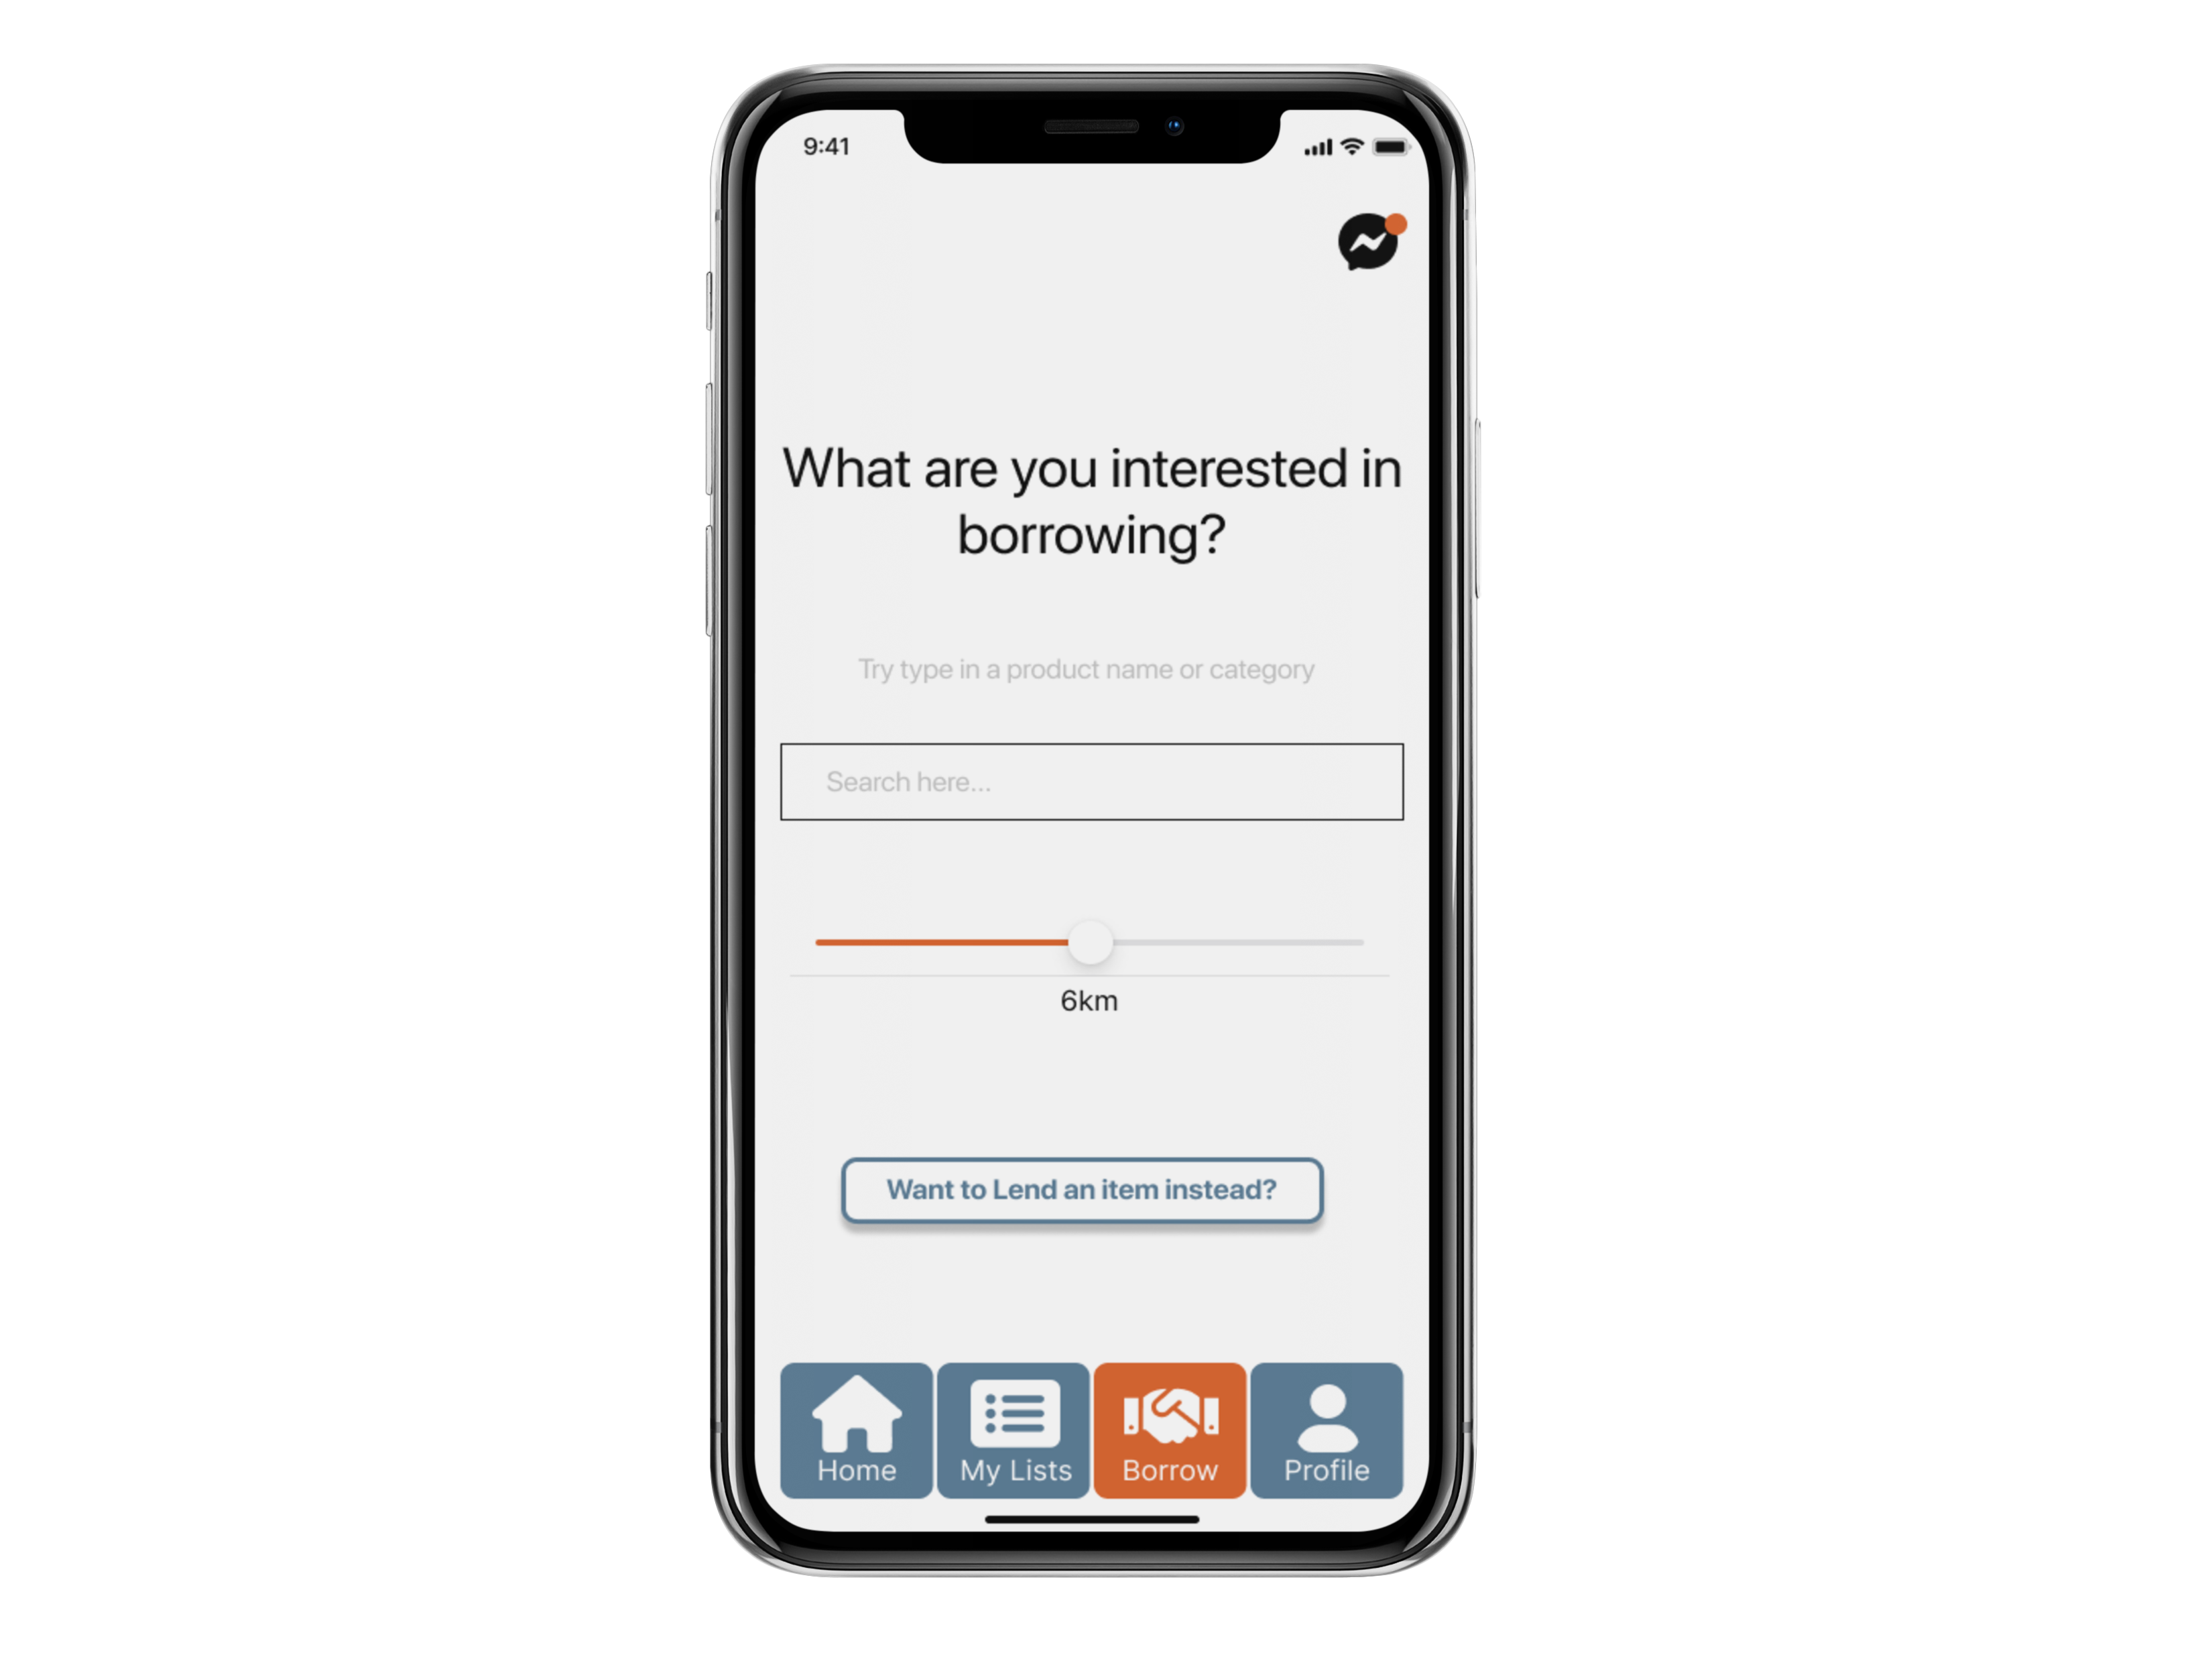 9:41
What are you interested in
borrowing?
Try type in a product name or category
Search here...
6km
Want to Lend an item instead?
Home
My Lists
Borrow
Profile